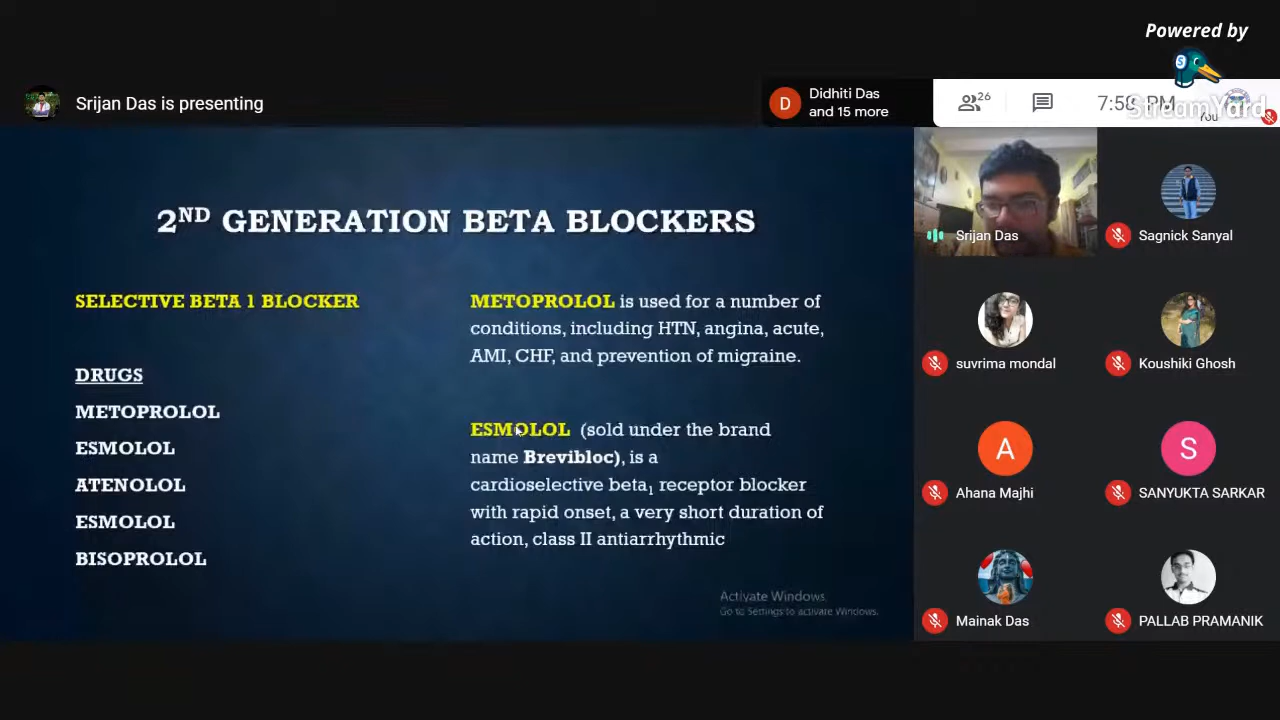 Powered by
S
StreamYard
Srijan Das is presenting
D
Didhiti Das
and 15 more
26
You
2ND GENERATION BETA BLOCKERS
SELECTIVE BETA 1 BLOCKER
DRUGS
METOPROLOL
ESMOLOL
ATENOLOL
ESMOLOL
BISOPROLOL
METOPROLOL is used for a number of
conditions, including HTN, angina, acute,
AMI, CHF, and prevention of migraine.
ESMOLOL (sold under the brand
name Brevibloc), is a
cardioselective beta1 receptor blocker
with rapid onset, a very short duration of
action, class II antiarrhythmic
Activate Windows
Go to Settings to activate Windows.
Srijan Das
Sagnick Sanyal
suvrima mondal
Koushiki Ghosh
A
Ahana Majhi
S
SANYUKTA SARKAR
Mainak Das
PALLAB PRAMANIK